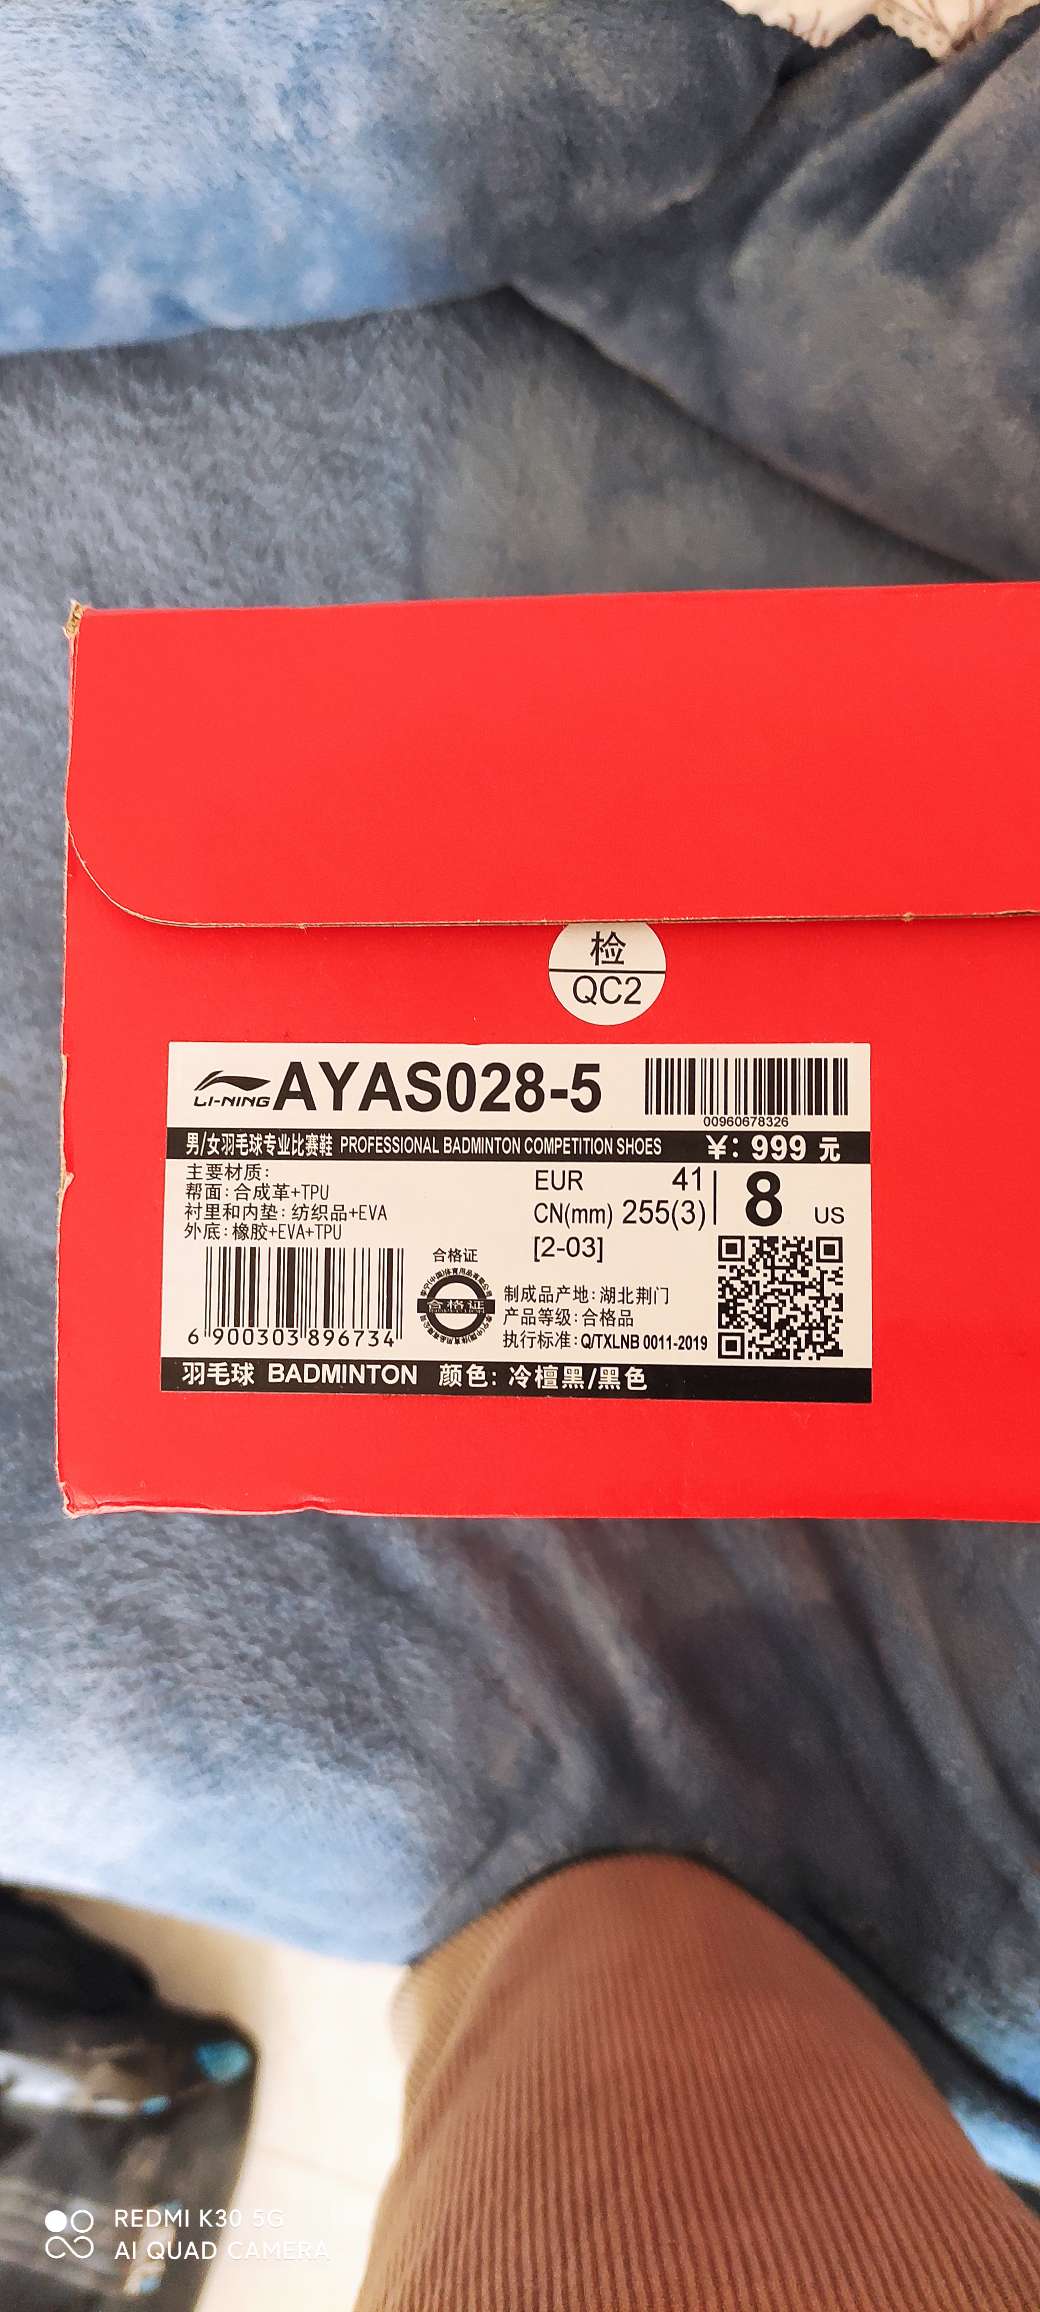 检
QC2
LI-NING AYAS028-5
00960678326
男/女羽毛球专业比赛鞋 PROFESSIONAL BADMINTON COMPETITION SHOES ¥: 999 元
主要材质:
帮面: 合成革+TPU
衬里和内垫: 纺织品+EVA
外底: 橡胶+EVA+TPU
EUR 41
CN(mm) 255(3)
8 US
[2-03]
合格证
合格证
制成品产地: 湖北荆门
产品等级: 合格品
执行标准: Q/TXLNB 0011-2019
6 900303 896734
羽毛球 BADMINTON 颜色: 冷檀黑/黑色
REDMI K30 5G
AI QUAD CAMERA